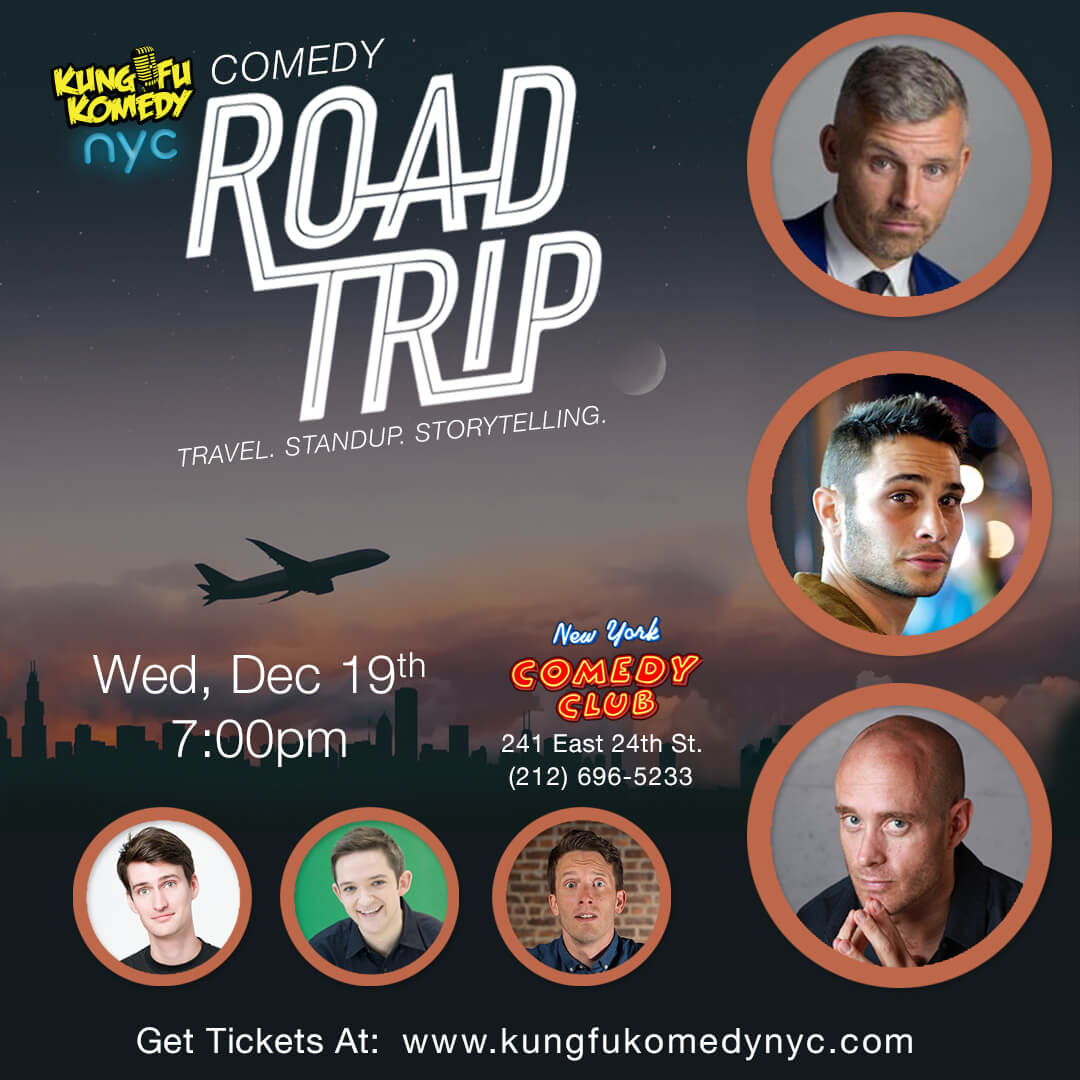 KUNG FU
KOMEDY
nyc
COMEDY
ROAD
TRIP
TRAVEL. STANDUP. STORYTELLING.
Wed, Dec 19th
7:00pm
New York
COMEDY
CLUB
241 East 24th St.
(212) 696-5233
Get Tickets At: www.kungfukomedynyc.com